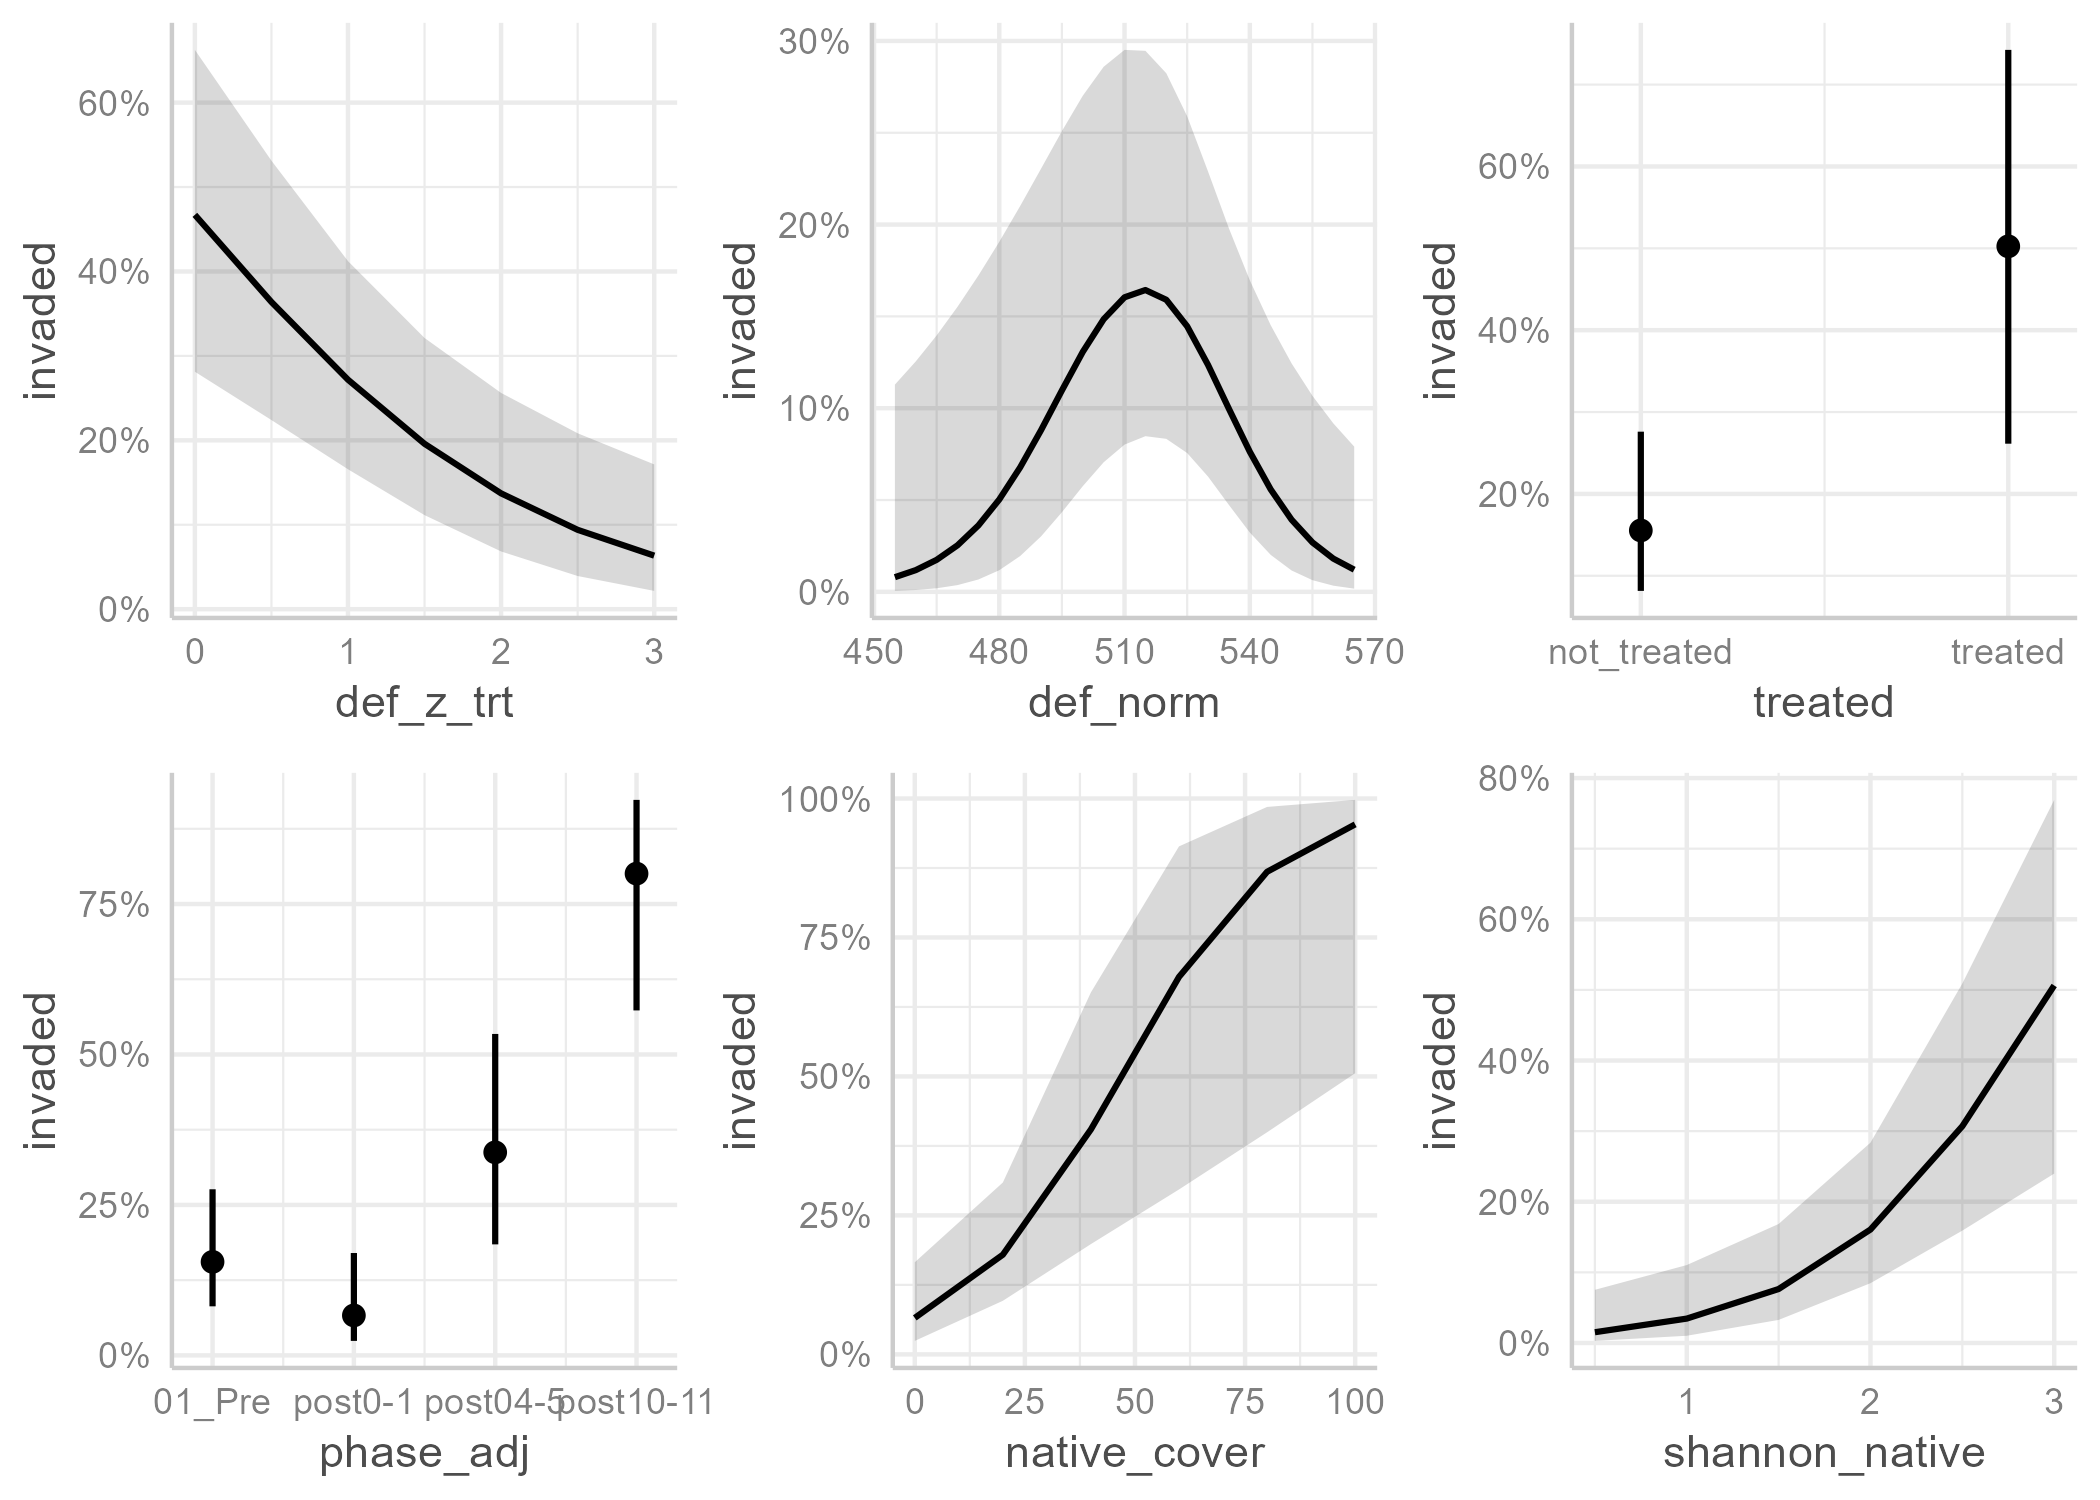 invaded
60%
40%
20%
0%
0 1 2 3
def_z_trt
invaded
30%
20%
10%
0%
450 480 510 540 570
def_norm
invaded
60%
40%
20%
not_treated treated
treated
invaded
75%
50%
25%
0%
01_Pre post0-1 post04-5 post10-11
phase_adj
invaded
100%
75%
50%
25%
0%
0 25 50 75 100
native_cover
invaded
80%
60%
40%
20%
0%
1 2 3
shannon_native